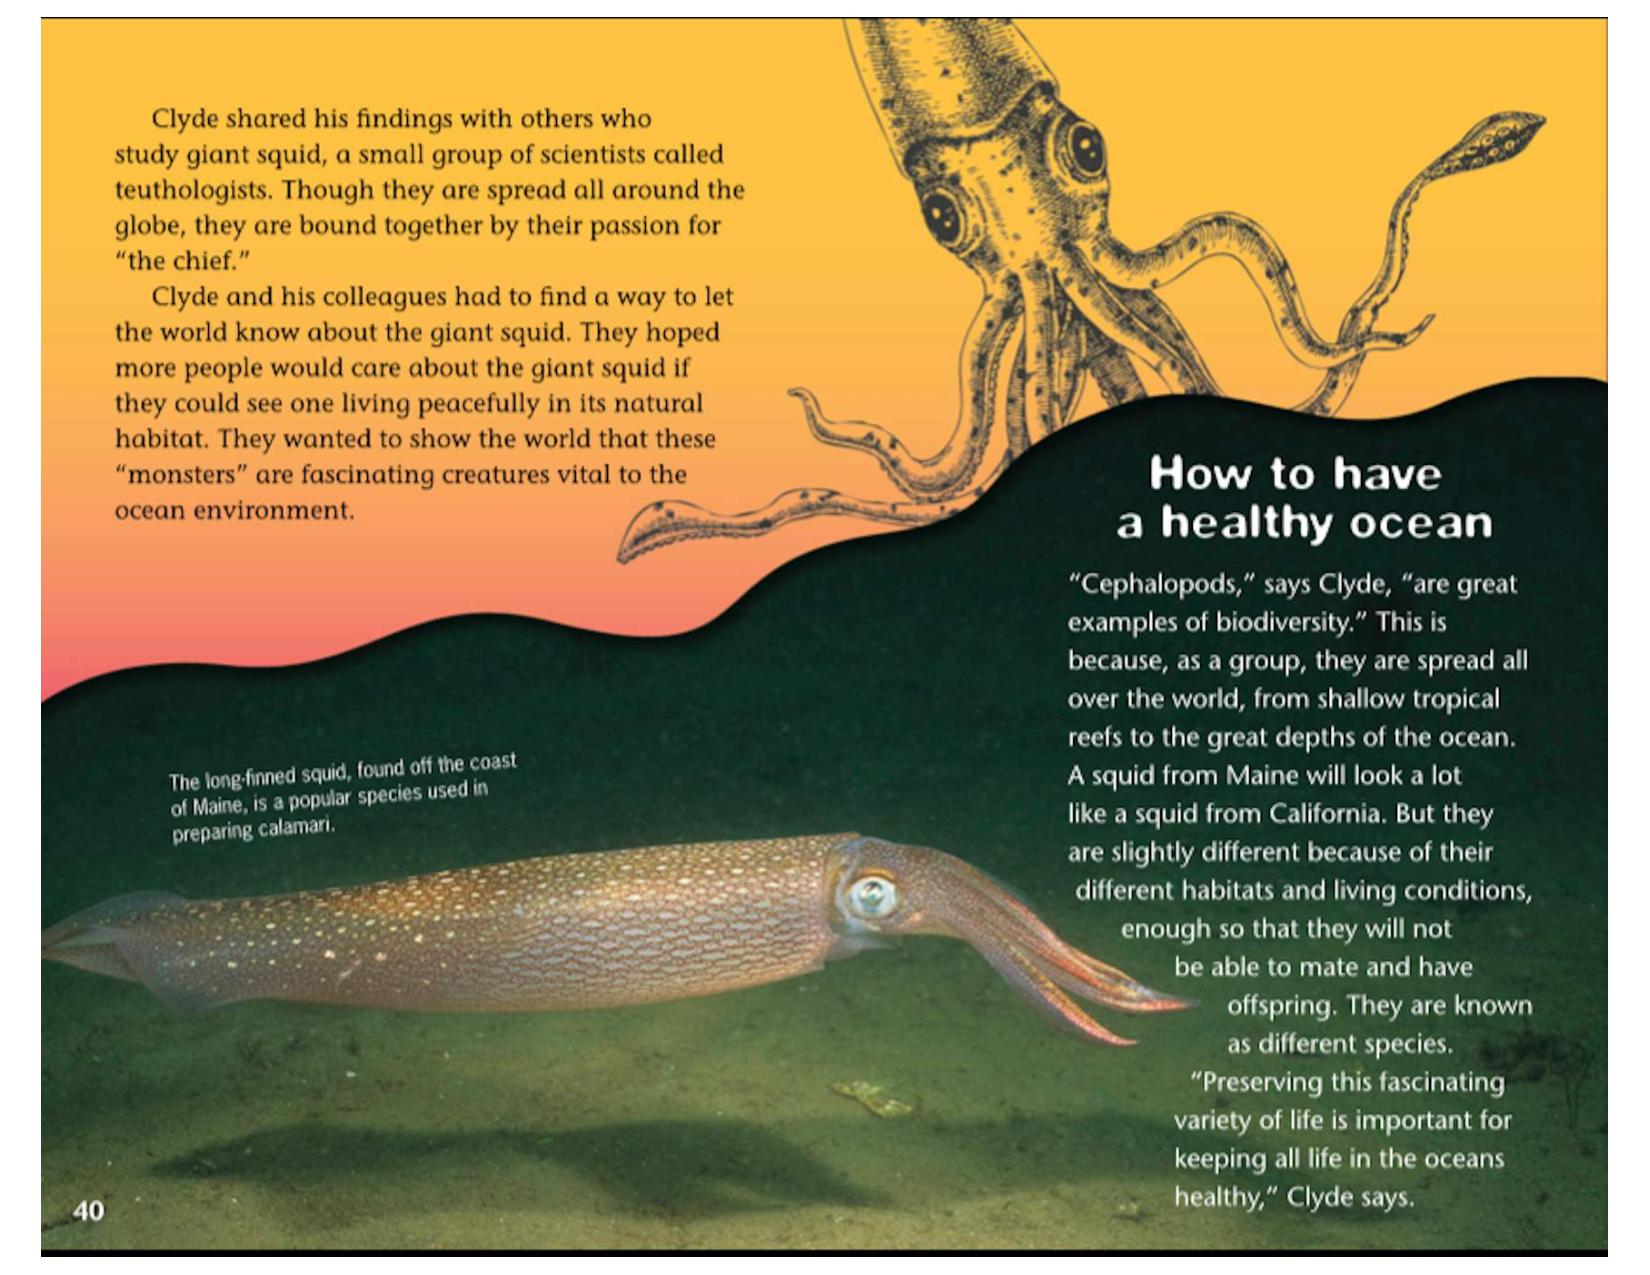 Clyde shared his findings with others who
study giant squid, a small group of scientists called
teuthologists. Though they are spread all around the
globe, they are bound together by their passion for
“the chief.”
Clyde and his colleagues had to find a way to let
the world know about the giant squid. They hoped
more people would care about the giant squid if
they could see one living peacefully in its natural
habitat. They wanted to show the world that these
“monsters” are fascinating creatures vital to the
ocean environment.
How to have
a healthy ocean
“Cephalopods,” says Clyde, “are great
examples of biodiversity.” This is
because, as a group, they are spread all
over the world, from shallow tropical
reefs to the great depths of the ocean.
A squid from Maine will look a lot
like a squid from California. But they
are slightly different because of their
different habitats and living conditions,
enough so that they will not
be able to mate and have
offspring. They are known
as different species.
“Preserving this fascinating
variety of life is important for
keeping all life in the oceans
healthy,” Clyde says.
The long-finned squid, found off the coast
of Maine, is a popular species used in
preparing calamari.
40